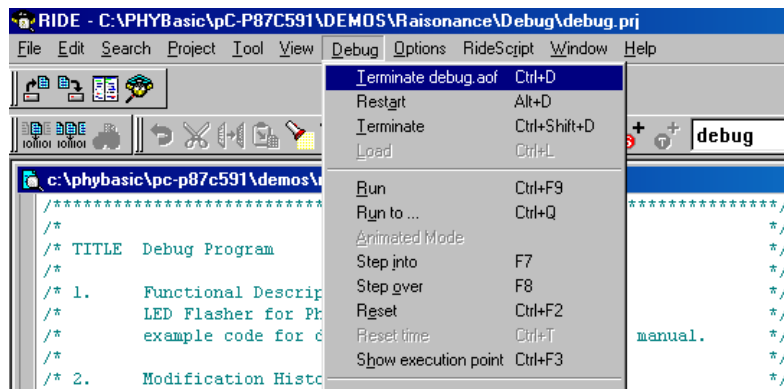 RIDE - C:\PHYBasic\pC-P87C591\DEMOS\Raisonance\Debug\debug.prj
File Edit Search Project Tool View Debug Options RideScript Window Help
Terminate debug.aof Ctrl+D
Restart Alt+D
Terminate Ctrl+Shift+D
Load Ctrl+L
debug
Run Ctrl+F9
Run to ... Ctrl+Q
Animated Mode
Step into F7
Step over F8
Reset Ctrl+F2
Reset time Ctrl+T
Show execution point Ctrl+F3
c:\phybasic\pc-p87c591\demos\
/***************************
****************/
/* */
/* TITLE Debug Program */
/* */
/* 1. Functional Descrip */
/* LED Flasher for Ph */
/* example code for d manual. */
/* */
/* 2. Modification Histo */